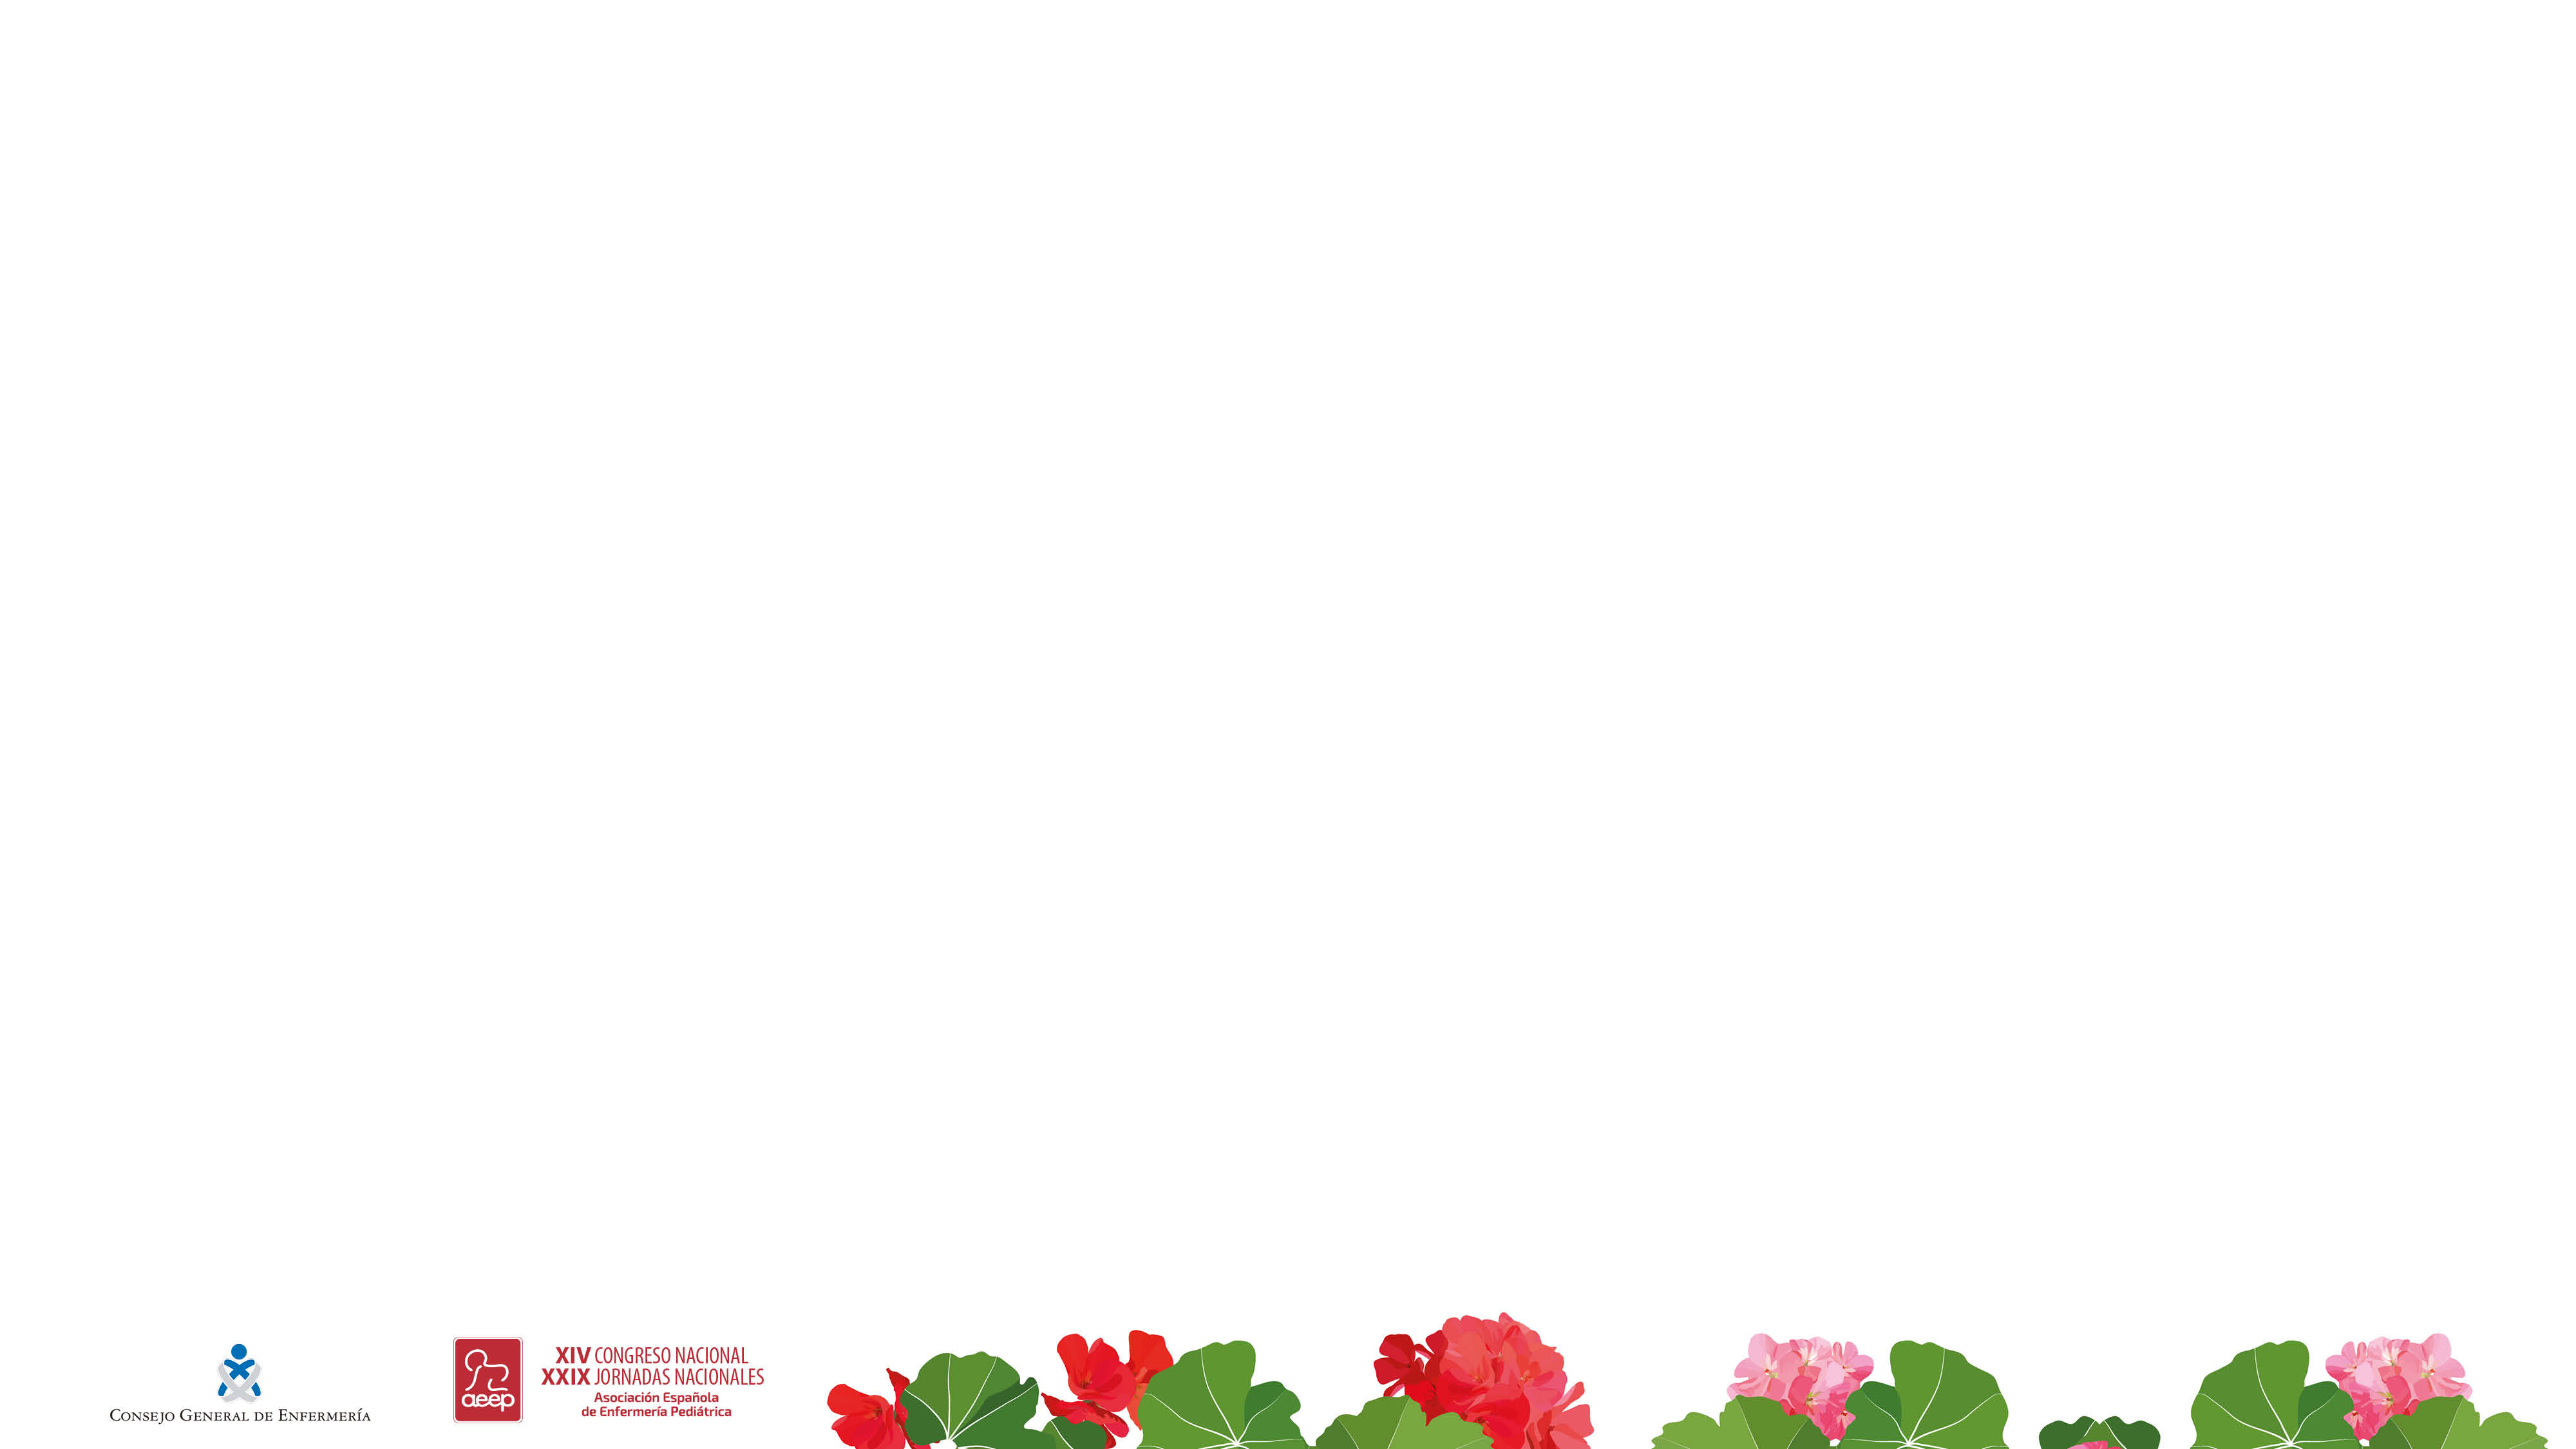 CONSEJO GENERAL DE ENFERMERÍA
aeep
XIV CONGRESO NACIONAL
XXIX JORNADAS NACIONALES
Asociación Española
de Enfermería Pediátrica